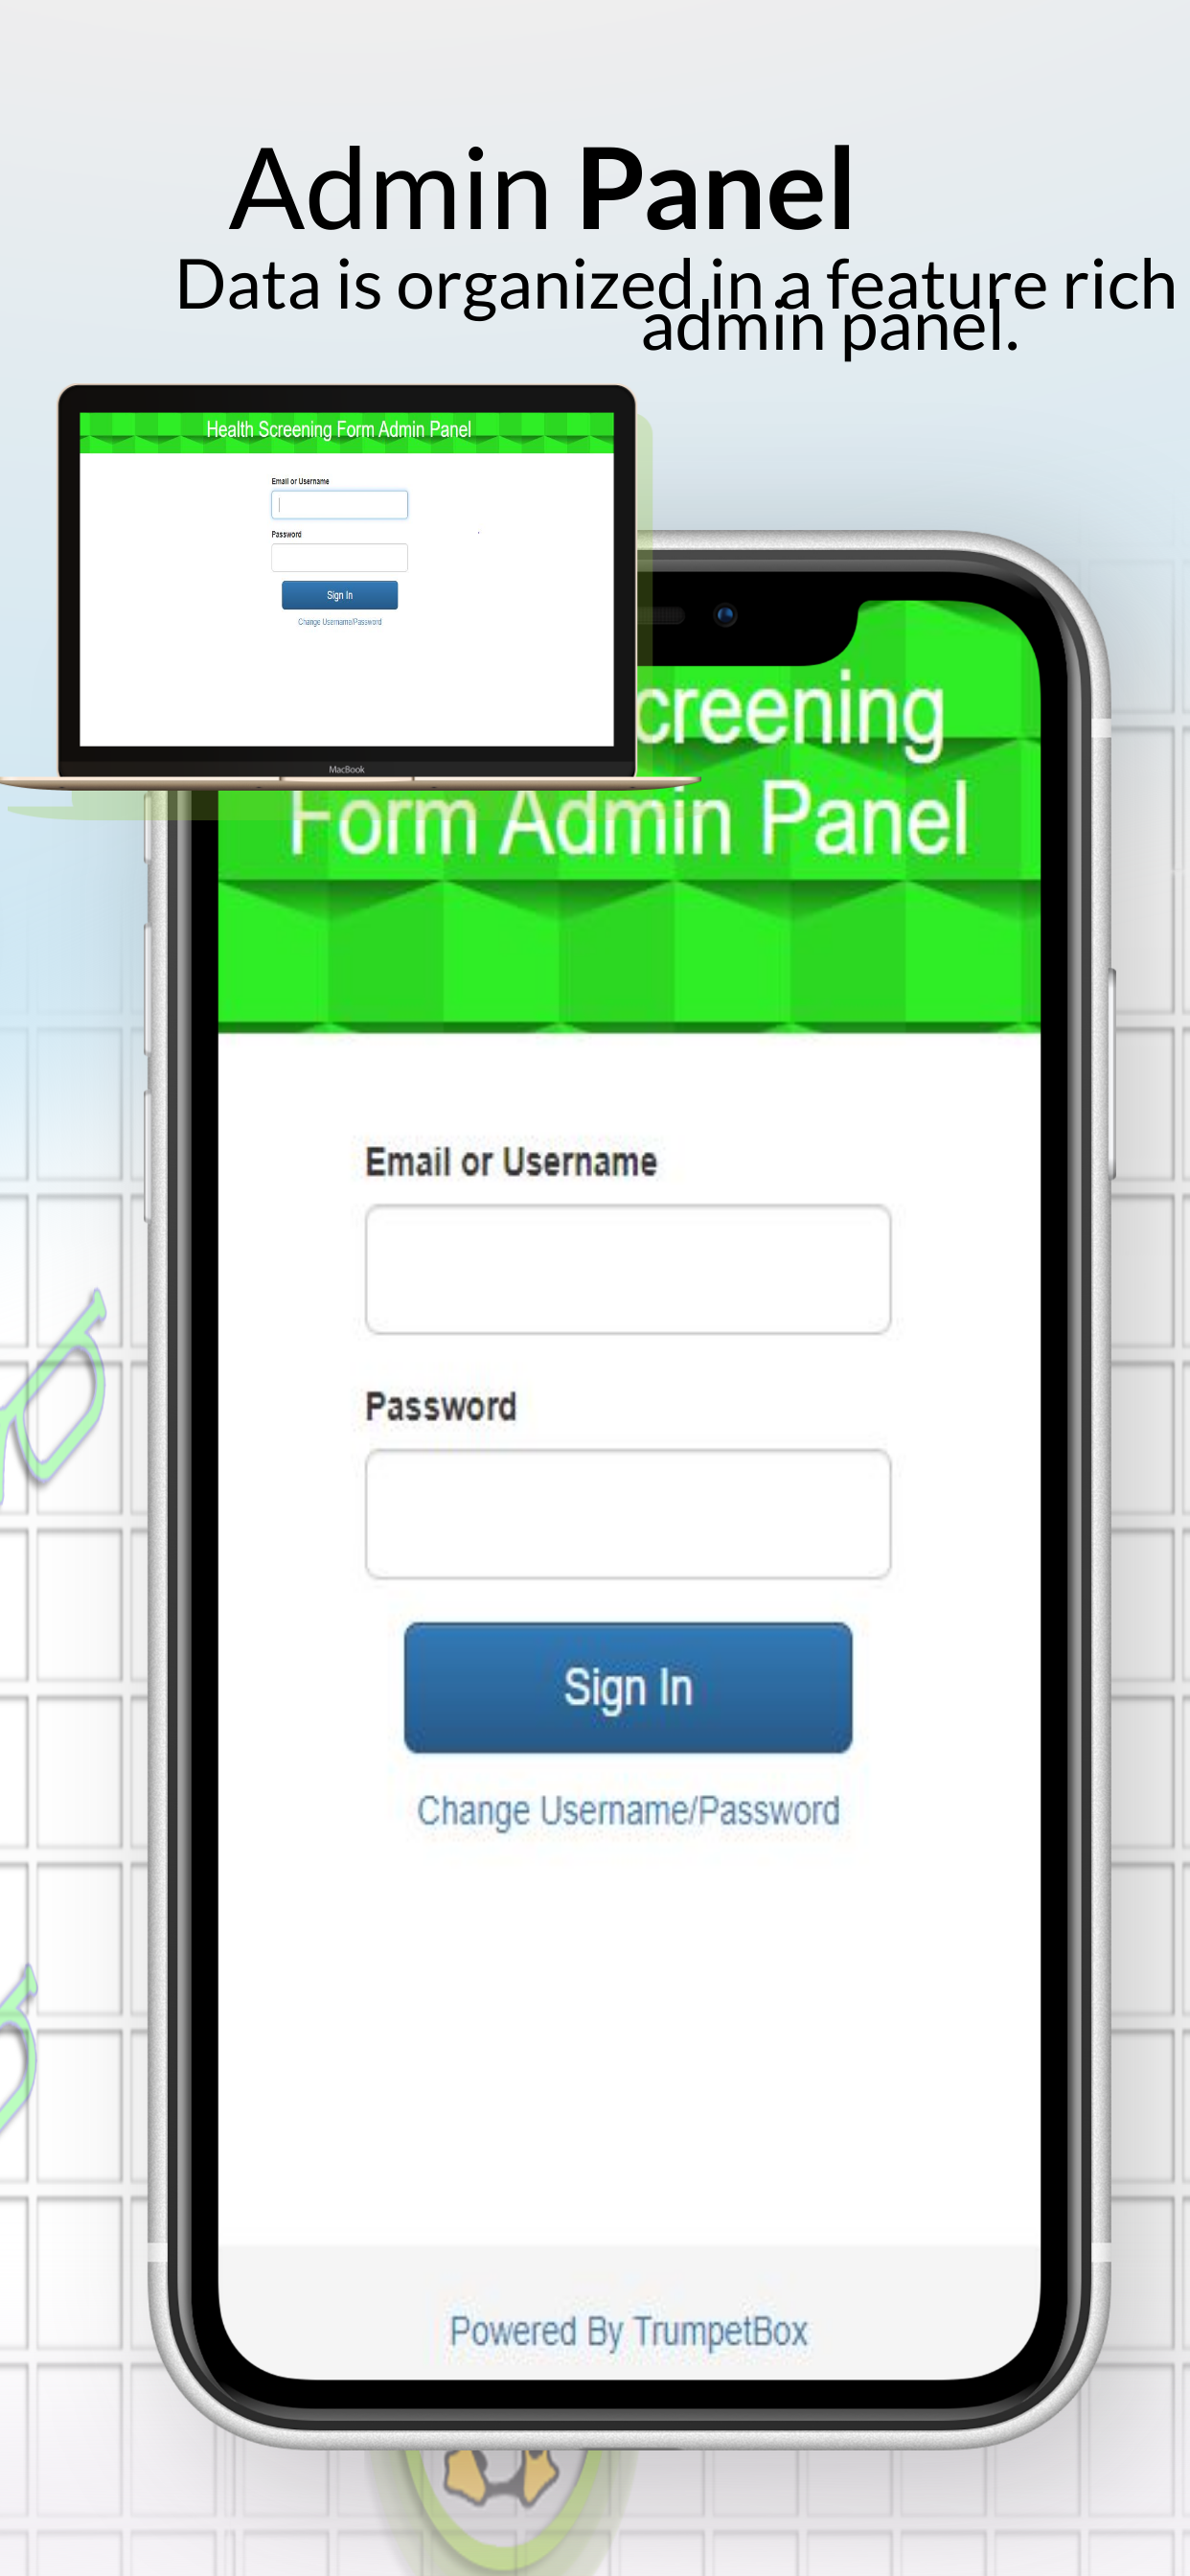 Admin Panel
Data is organized in a feature rich
admin panel.
Health Screening Form Admin Panel
Email or Username
Password
Sign In
Change Username/Password
MacBook
creening
Form Admin Panel
Email or Username
Password
Sign In
Change Username/Password
Powered By TrumpetBox